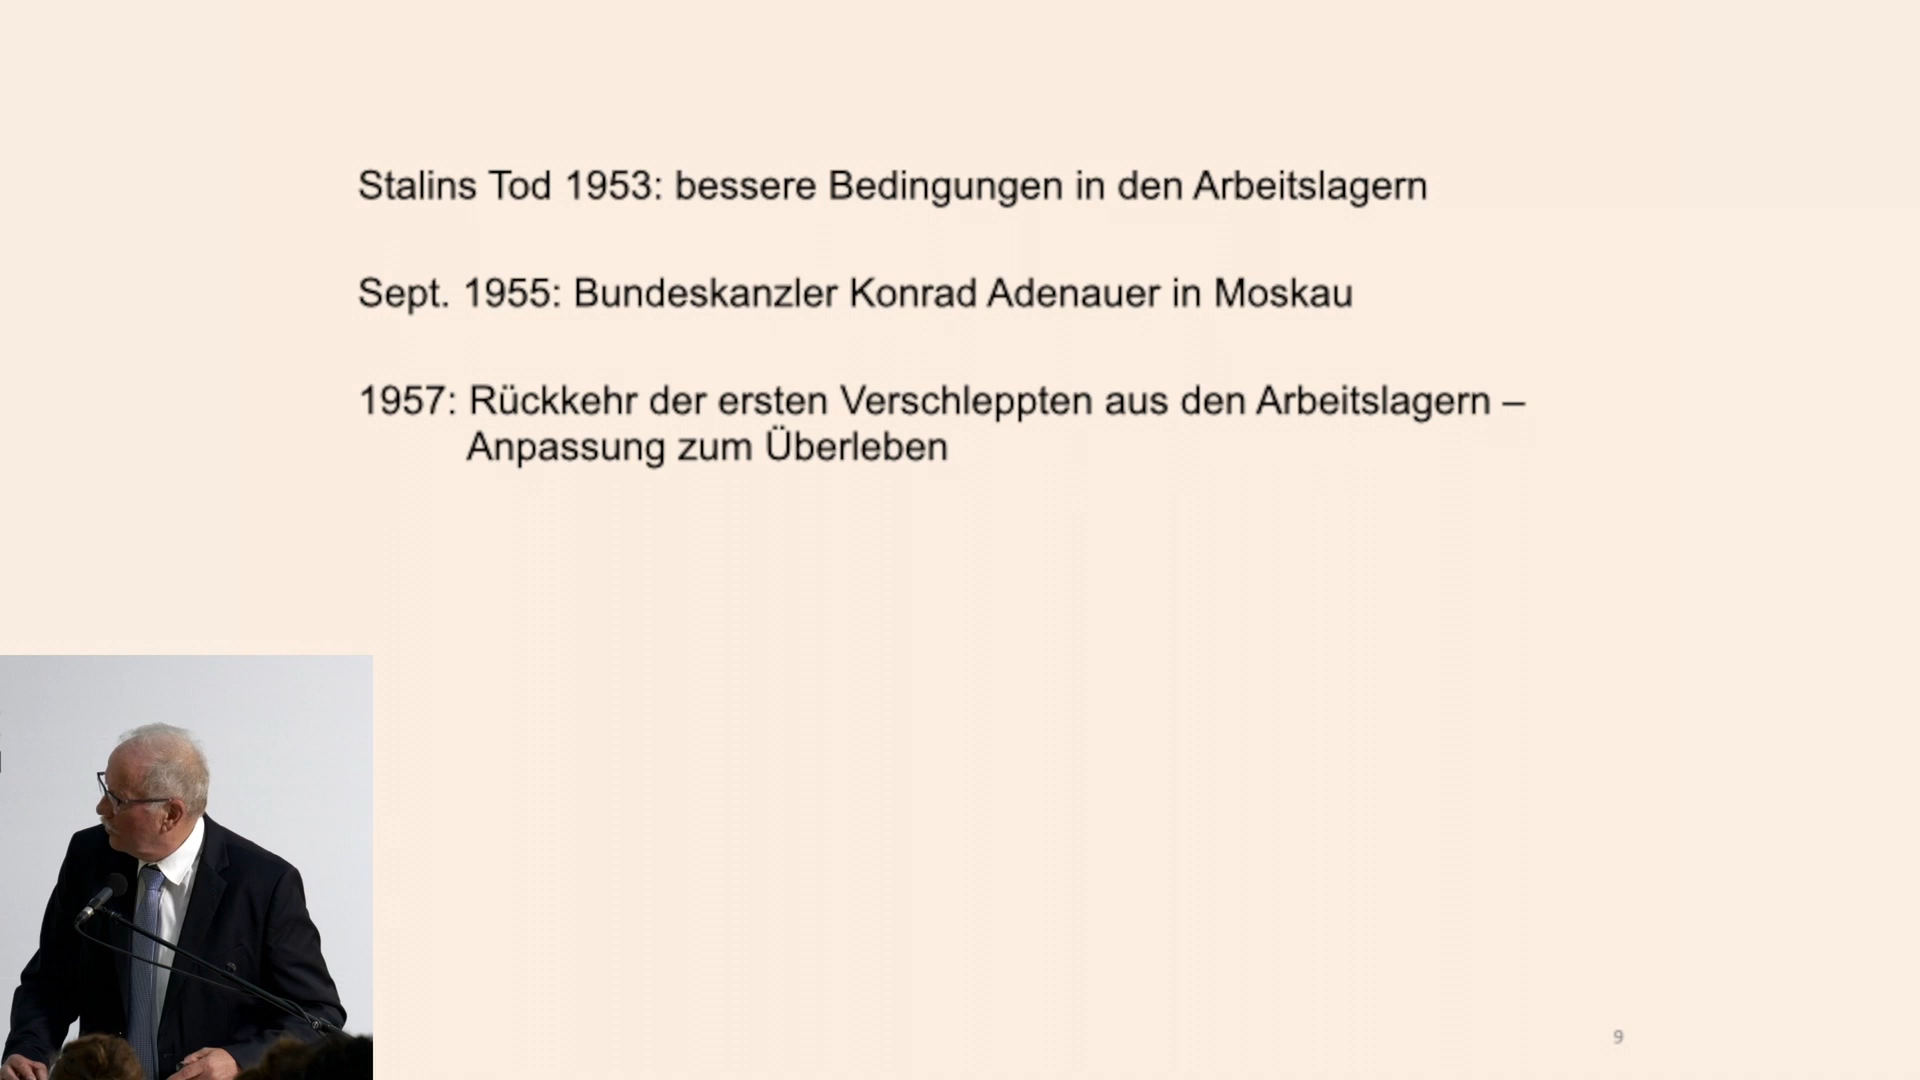 Stalins Tod 1953: bessere Bedingungen in den Arbeitslagern
Sept. 1955: Bundeskanzler Konrad Adenauer in Moskau
1957: Rückkehr der ersten Verschleppten aus den Arbeitslagern –
Anpassung zum Überleben
9